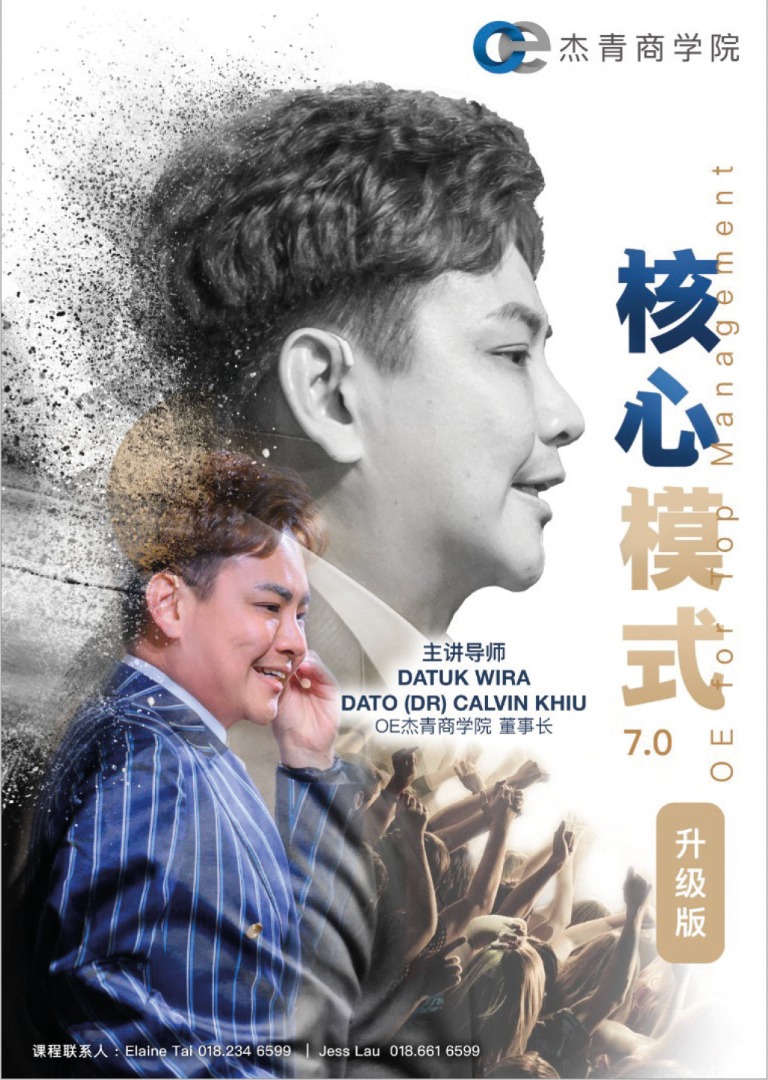 oe 杰青商学院
核心模式
OE for Top Management
7.0
升级版
主讲导师
DATUK WIRA
DATO (DR) CALVIN KHIU
OE杰青商学院 董事长
课程联系人：Elaine Tai 018.234 6599 | Jess Lau 018.661 6599